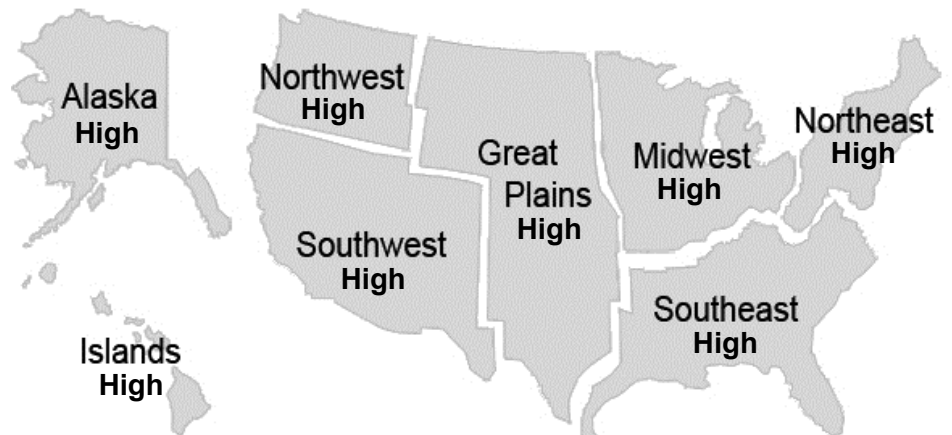 Alaska
High
Northwest
High
Great
Plains
High
Midwest
High
Northeast
High
Southwest
High
Southeast
High
Islands
High